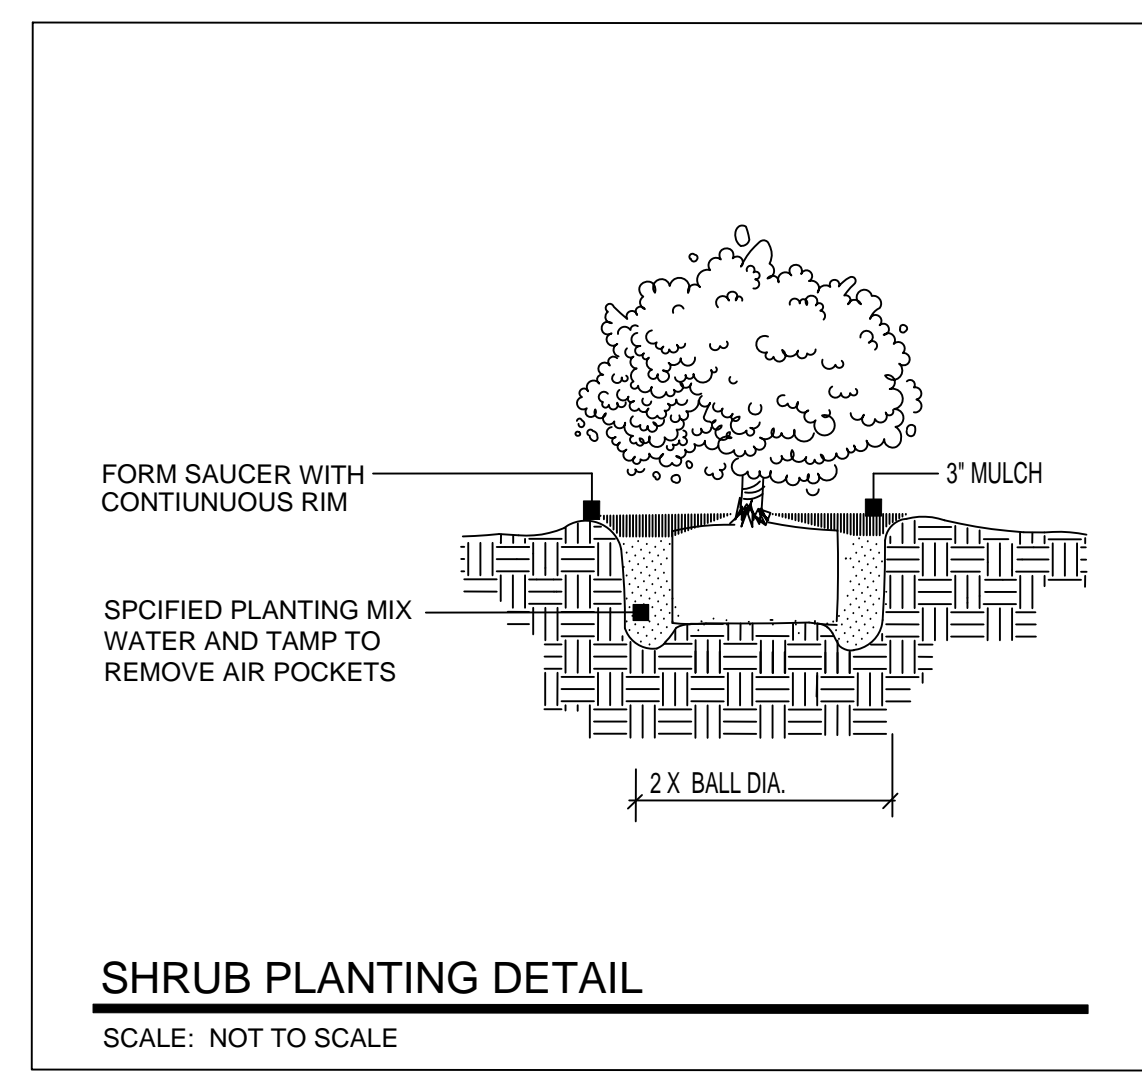 FORM SAUCER WITH
CONTIUNUOUS RIM
3" MULCH
SPCIFIED PLANTING MIX
WATER AND TAMP TO
REMOVE AIR POCKETS
2 X BALL DIA.
SHRUB PLANTING DETAIL
SCALE: NOT TO SCALE